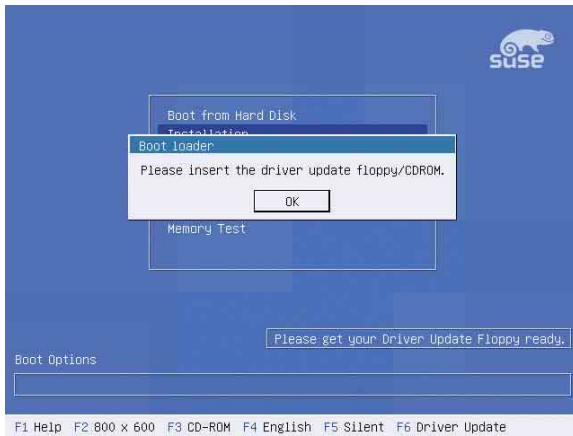 SUSE
Boot from Hard Disk
Installation
Boot loader
Please insert the driver update floppy/CDROM.
OK
Memory Test
Please get your Driver Update Floppy ready.
Boot Options
F1 Help F2 800 x 600 F3 CD-ROM F4 English F5 Silent F6 Driver Update